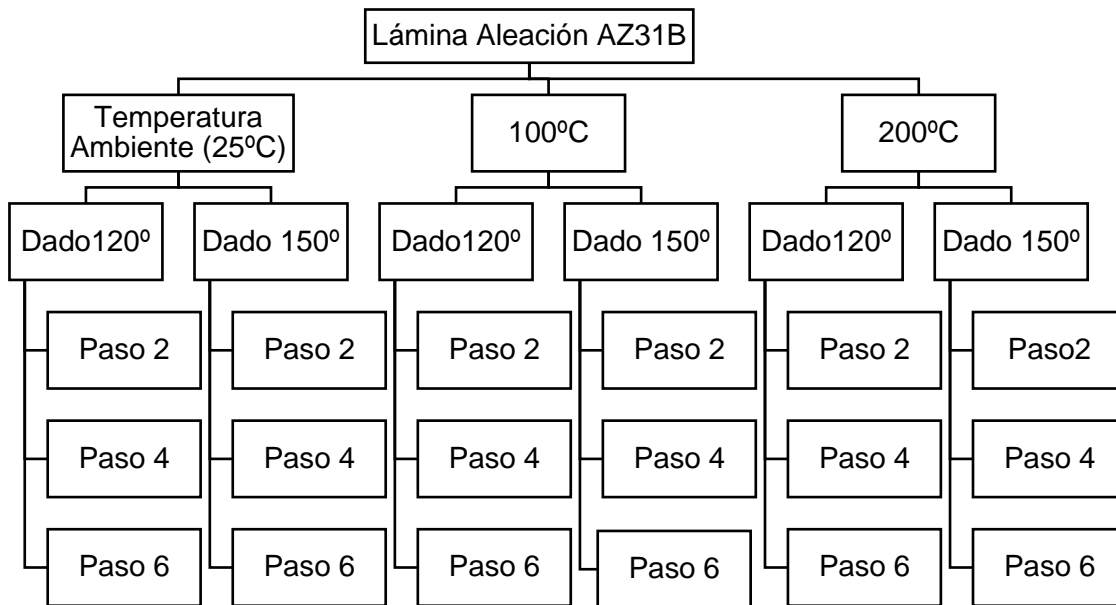 Lámina Aleación AZ31B
Temperatura
Ambiente (25ºC)
100ºC
200ºC
Dado120º
Dado 150º
Dado120º
Dado 150º
Dado120º
Dado 150º
Paso 2
Paso 2
Paso 2
Paso 2
Paso 2
Paso2
Paso 4
Paso 4
Paso 4
Paso 4
Paso 4
Paso 4
Paso 6
Paso 6
Paso 6
Paso 6
Paso 6
Paso 6